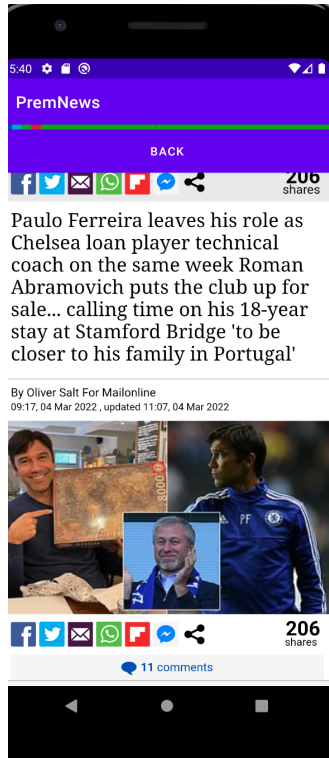 5:40
PremNews
BACK
206
shares
Paulo Ferreira leaves his role as
Chelsea loan player technical
coach on the same week Roman
Abramovich puts the club up for
sale... calling time on his 18-year
stay at Stamford Bridge 'to be
closer to his family in Portugal'
By Oliver Salt For Mailonline
09:17, 04 Mar 2022 , updated 11:07, 04 Mar 2022
8000
PF
206
shares
11 comments